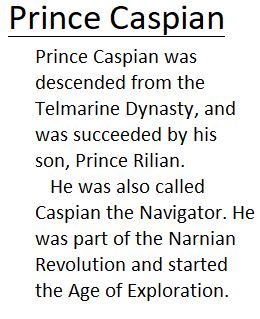 Prince Caspian
Prince Caspian was
descended from the
Telmarine Dynasty, and
was succeeded by his
son, Prince Rilian.
He was also called
Caspian the Navigator. He
was part of the Narnian
Revolution and started
the Age of Exploration.